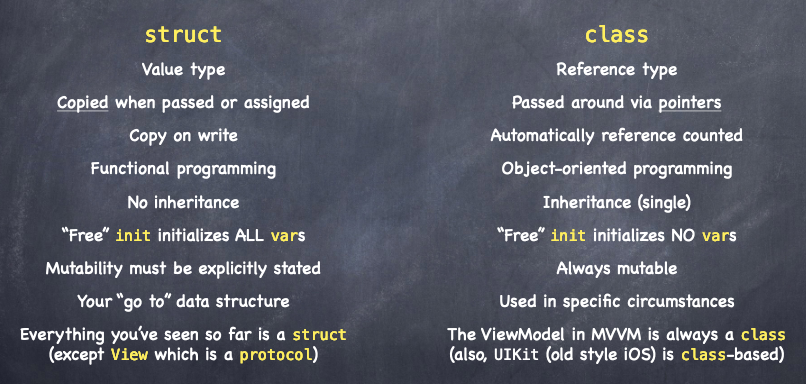 struct
Value type
Copied when passed or assigned
Copy on write
Functional programming
No inheritance
“Free” init initializes ALL vars
Mutability must be explicitly stated
Your “go to” data structure
Everything you’ve seen so far is a struct
(except View which is a protocol)
class
Reference type
Passed around via pointers
Automatically reference counted
Object-oriented programming
Inheritance (single)
“Free” init initializes NO vars
Always mutable
Used in specific circumstances
The ViewModel in MVVM is always a class
(also, UIKit (old style iOS) is class-based)